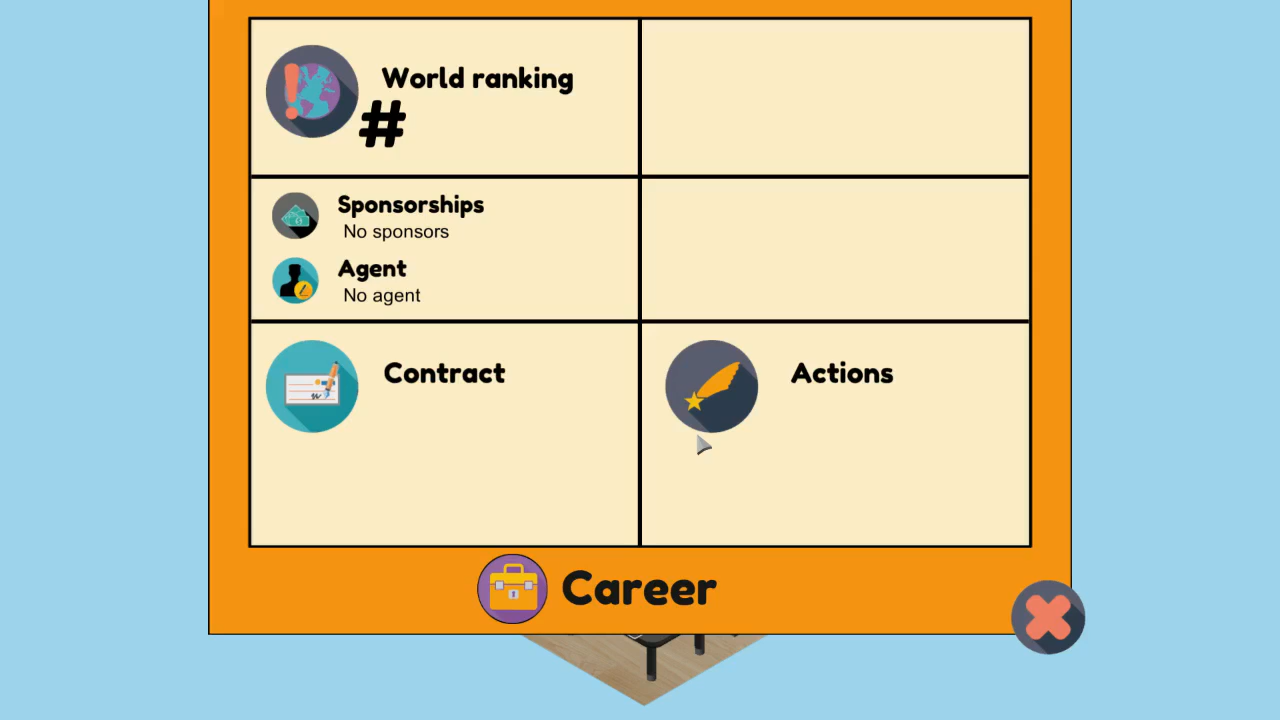 World ranking
#
Sponsorships
No sponsors
Agent
No agent
Contract
Actions
Career